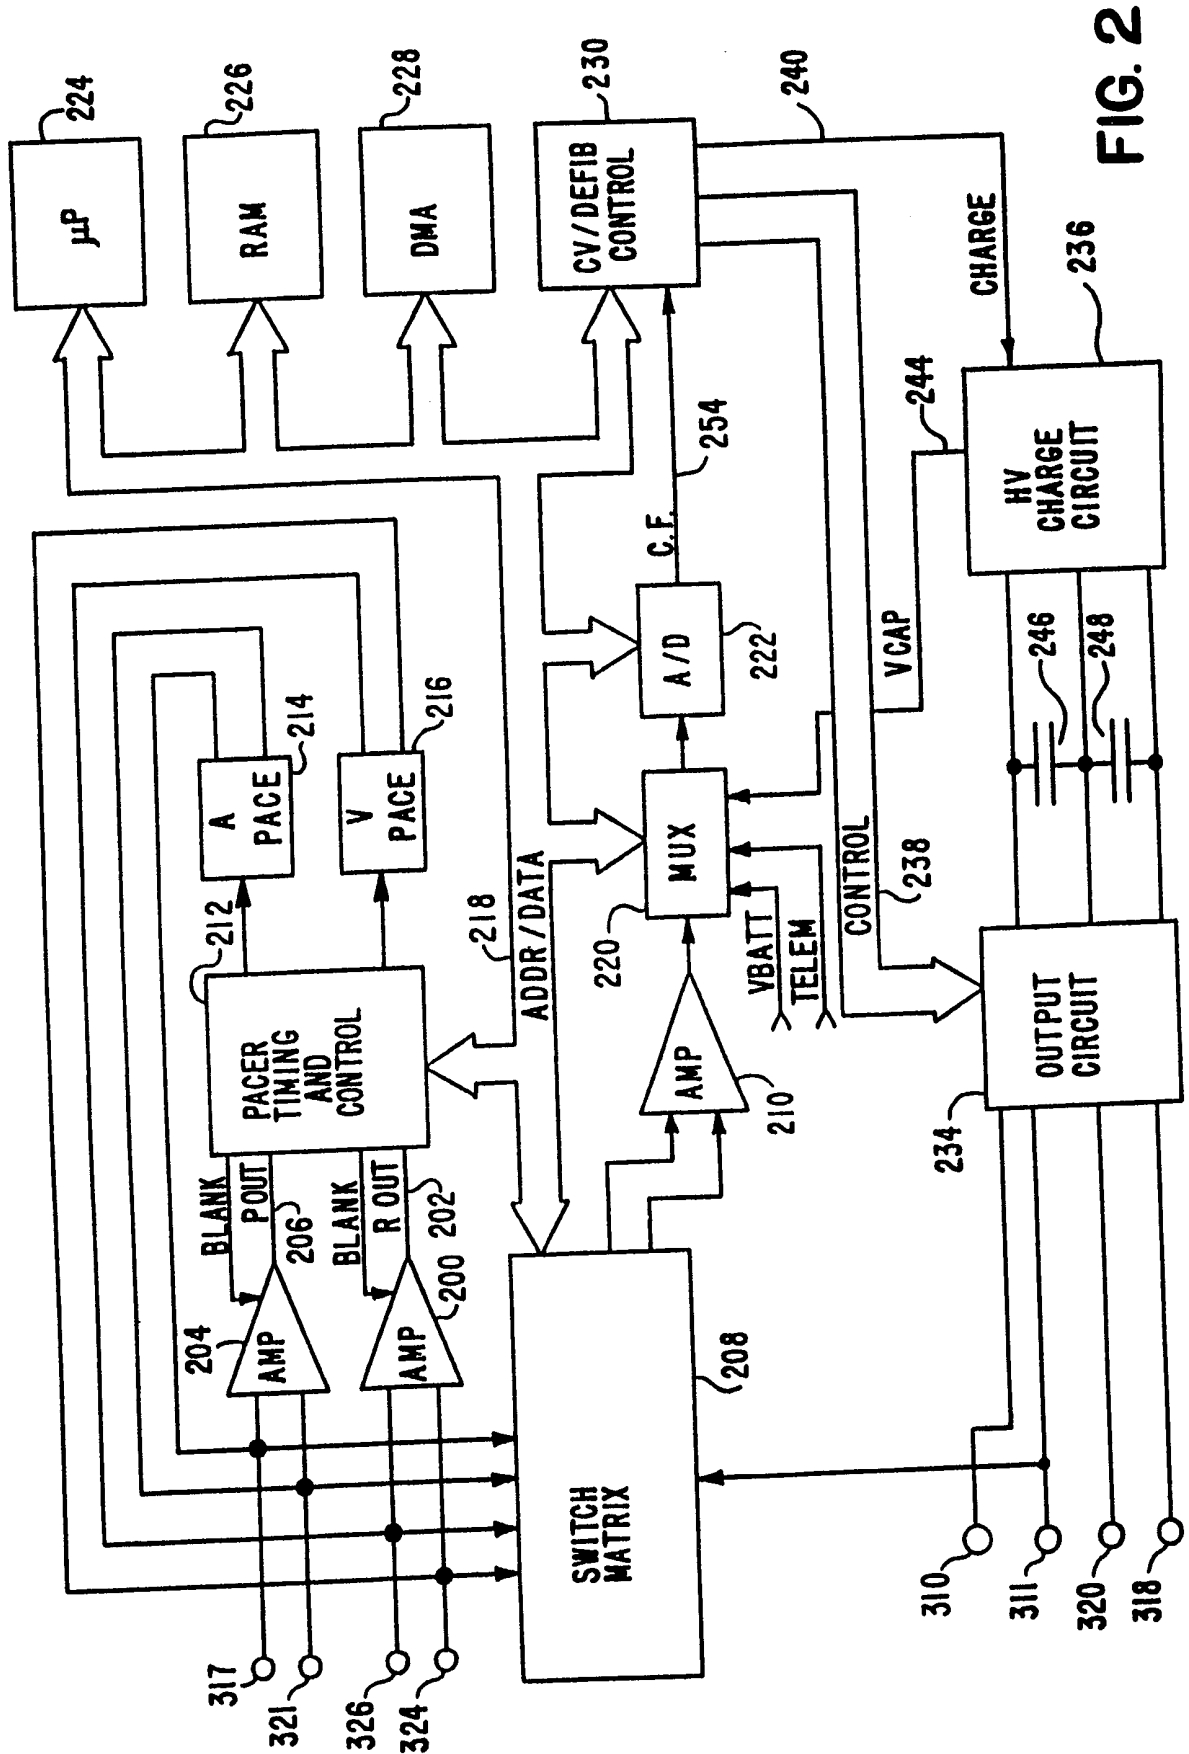 317
321
326
324
204
AMP
BLANK
POUT
206
AMP
200
BLANK
R OUT
202
PACER
TIMING
AND
CONTROL
212
A
PACE
214
V
PACE
216
218
ADDR/DATA
µP
224
RAM
226
DMA
228
CV/DEFIB
CONTROL
230
SWITCH
MATRIX
208
AMP
210
220
MUX
VBATT
TELEM
A/D
222
C.F.
254
CONTROL
238
VCAP
244
240
CHARGE
310
311
320
318
234
OUTPUT
CIRCUIT
246
248
HV
CHARGE
CIRCUIT
236
FIG. 2